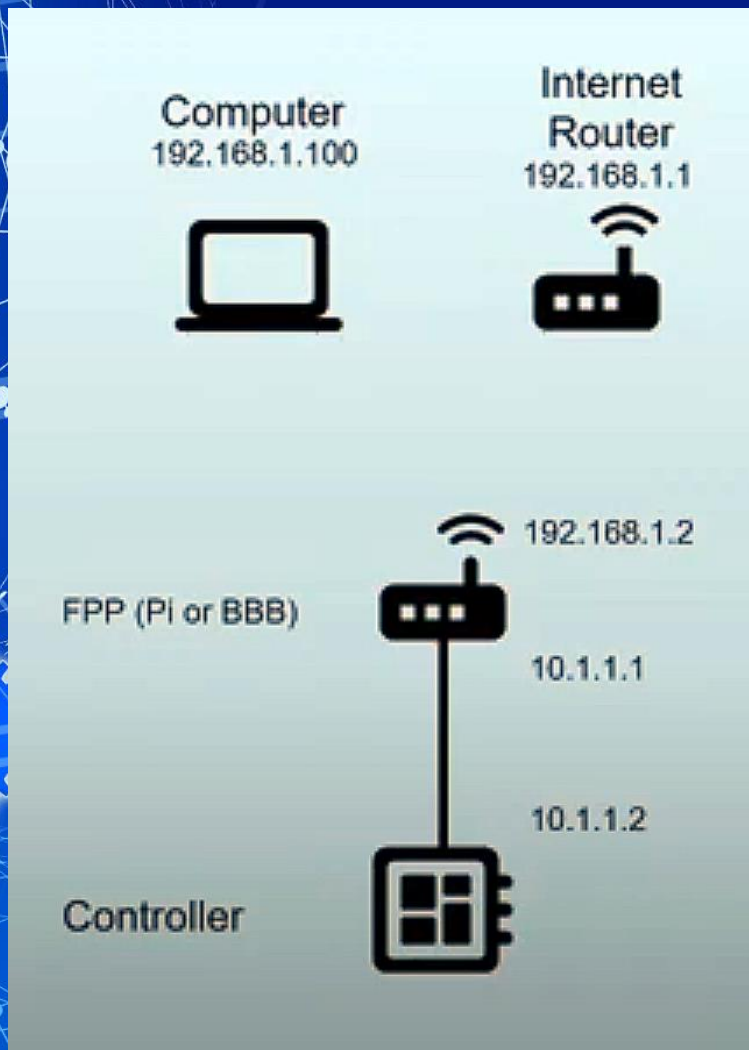 Computer
192.168.1.100
Internet
Router
192.168.1.1
192.168.1.2
FPP (Pi or BBB)
10.1.1.1
10.1.1.2
Controller